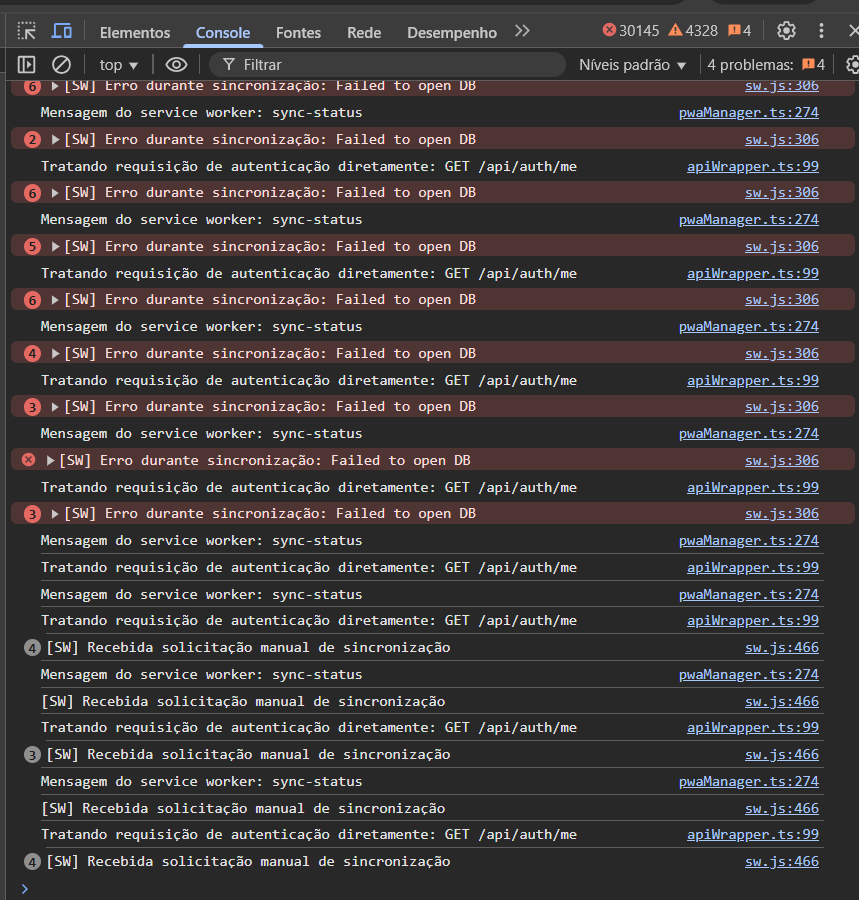 Elementos Console Fontes Rede Desempenho 30145 4328 4
top Filtrar Níveis padrão 4 problemas: 4
6 [SW] Erro durante sincronização: Failed to open DB sw.js:306
Mensagem do service worker: sync-status pwaManager.ts:274
2 [SW] Erro durante sincronização: Failed to open DB sw.js:306
Tratando requisição de autenticação diretamente: GET /api/auth/me apiWrapper.ts:99
6 [SW] Erro durante sincronização: Failed to open DB sw.js:306
Mensagem do service worker: sync-status pwaManager.ts:274
5 [SW] Erro durante sincronização: Failed to open DB sw.js:306
Tratando requisição de autenticação diretamente: GET /api/auth/me apiWrapper.ts:99
6 [SW] Erro durante sincronização: Failed to open DB sw.js:306
Mensagem do service worker: sync-status pwaManager.ts:274
4 [SW] Erro durante sincronização: Failed to open DB sw.js:306
Tratando requisição de autenticação diretamente: GET /api/auth/me apiWrapper.ts:99
3 [SW] Erro durante sincronização: Failed to open DB sw.js:306
Mensagem do service worker: sync-status pwaManager.ts:274
[SW] Erro durante sincronização: Failed to open DB sw.js:306
Tratando requisição de autenticação diretamente: GET /api/auth/me apiWrapper.ts:99
3 [SW] Erro durante sincronização: Failed to open DB sw.js:306
Mensagem do service worker: sync-status pwaManager.ts:274
Tratando requisição de autenticação diretamente: GET /api/auth/me apiWrapper.ts:99
Mensagem do service worker: sync-status pwaManager.ts:274
Tratando requisição de autenticação diretamente: GET /api/auth/me apiWrapper.ts:99
4 [SW] Recebida solicitação manual de sincronização sw.js:466
Mensagem do service worker: sync-status pwaManager.ts:274
[SW] Recebida solicitação manual de sincronização sw.js:466
Tratando requisição de autenticação diretamente: GET /api/auth/me apiWrapper.ts:99
3 [SW] Recebida solicitação manual de sincronização sw.js:466
Mensagem do service worker: sync-status pwaManager.ts:274
[SW] Recebida solicitação manual de sincronização sw.js:466
Tratando requisição de autenticação diretamente: GET /api/auth/me apiWrapper.ts:99
4 [SW] Recebida solicitação manual de sincronização sw.js:466